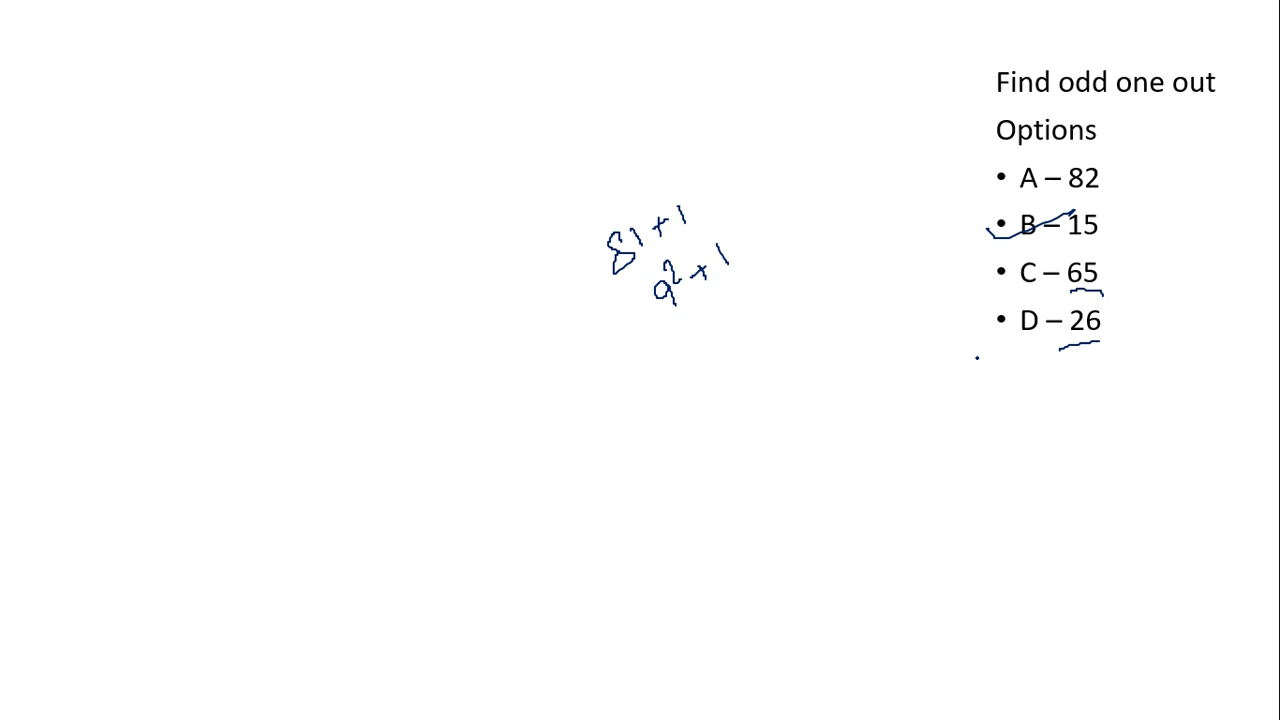 Find odd one out
Options
• A – 82
• B – 15
• C – 65
• D – 26
81 + 1
9² + 1